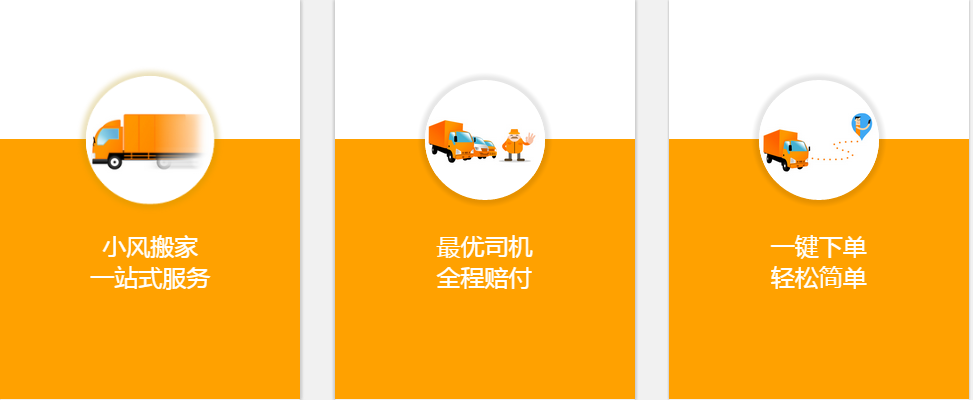 小风搬家
一站式服务
最优司机
全程赔付
一键下单
轻松简单